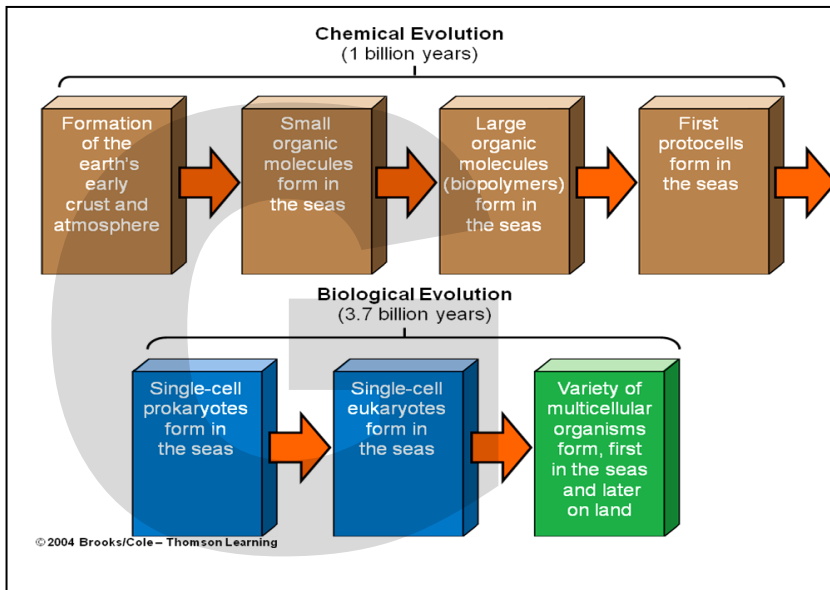 Chemical Evolution
(1 billion years)
Formation
of the
earth's
early
crust and
atmosphere
Small
organic
molecules
form in
the seas
Large
organic
molecules
(biopolymers)
form in
the seas
First
protocells
form in
the seas
Biological Evolution
(3.7 billion years)
Single-cell
prokaryotes
form in
the seas
Single-cell
eukaryotes
form in
the seas
Variety of
multicellular
organisms
form, first
in the seas
and later
on land
© 2004 Brooks/Cole – Thomson Learning
G